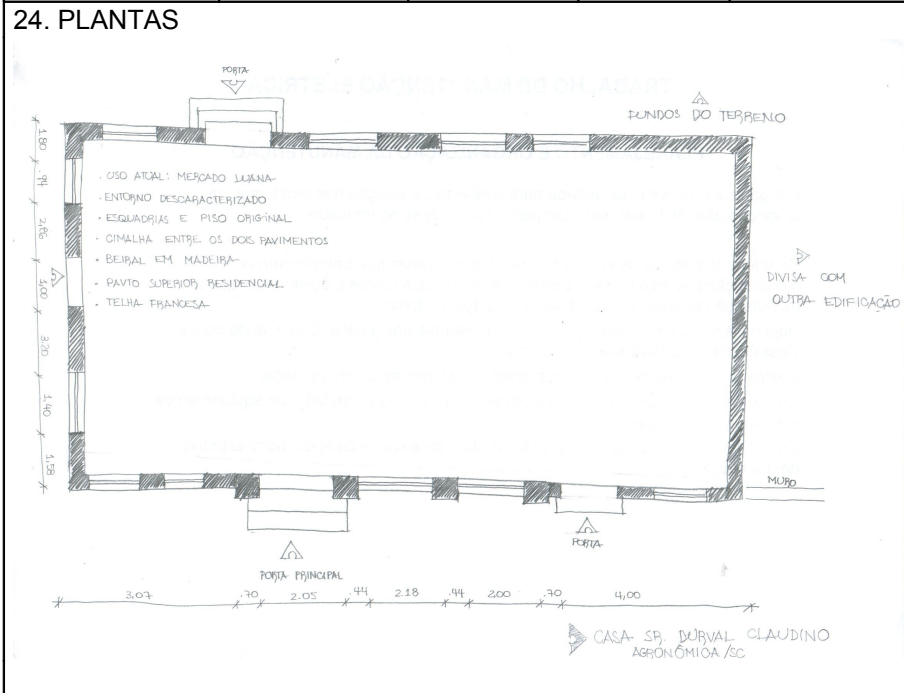 24. PLANTAS
PORTA
FUNDOS DO TERRENO
· USO ATUAL: MERCADO LUANA
· ENTORNO DESCARACTERIZADO
· ESQUADRIAS E PISO ORIGINAL
· CIMALHA ENTRE OS DOIS PAVIMENTOS
· BEIRAL EM MADEIRA
· PAVTO SUPERIOR RESIDENCIAL
· TELHA FRANCESA
1.80
.94
2,86
4,00
3.20
1,40
1,58
DIVISA COM
OUTRA EDIFICAÇÃO
MURO
PORTA
PORTA PRINCIPAL
3,07 .70 2.05 .44 2.18 .44 2.00 .70 4,00
CASA SR. DURVAL CLAUDINO
AGRONÔMICA/SC